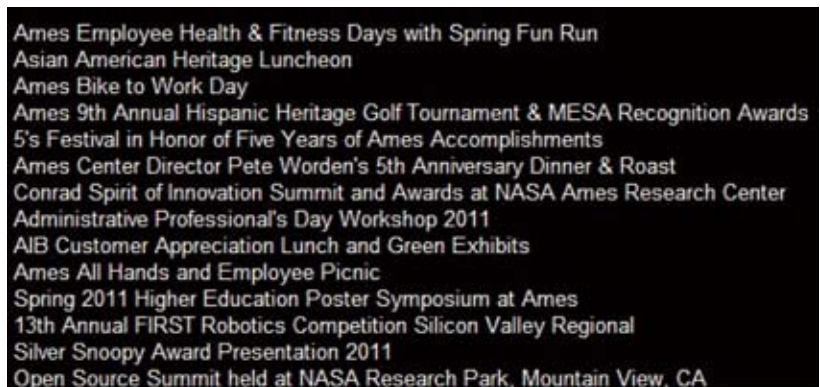 Ames Employee Health & Fitness Days with Spring Fun Run
Asian American Heritage Luncheon
Ames Bike to Work Day
Ames 9th Annual Hispanic Heritage Golf Tournament & MESA Recognition Awards
5's Festival in Honor of Five Years of Ames Accomplishments
Ames Center Director Pete Worden's 5th Anniversary Dinner & Roast
Conrad Spirit of Innovation Summit and Awards at NASA Ames Research Center
Administrative Professional's Day Workshop 2011
AIB Customer Appreciation Lunch and Green Exhibits
Ames All Hands and Employee Picnic
Spring 2011 Higher Education Poster Symposium at Ames
13th Annual FIRST Robotics Competition Silicon Valley Regional
Silver Snoopy Award Presentation 2011
Open Source Summit held at NASA Research Park, Mountain View, CA